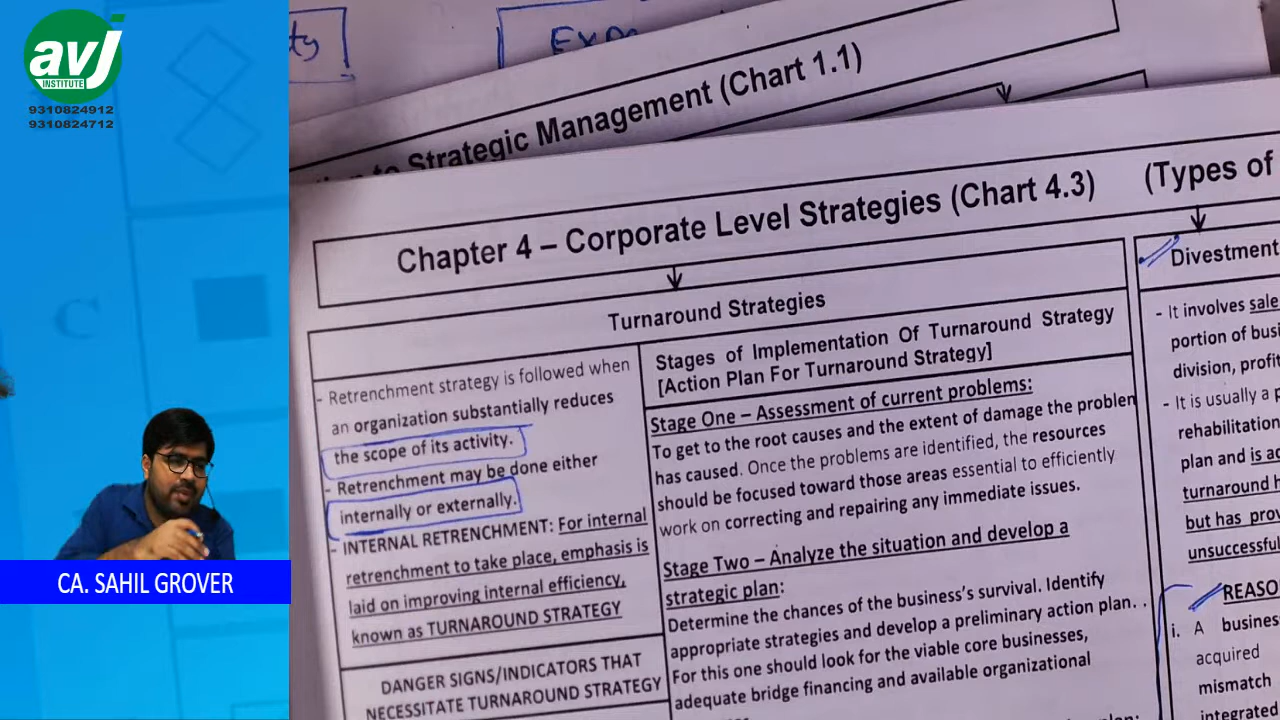 avj
INSTITUTE
9310824912
9310824712
to Strategic Management (Chart 1.1)
Chapter 4 – Corporate Level Strategies (Chart 4.3) (Types of
Turnaround Strategies
- Retrenchment strategy is followed when
an organization substantially reduces
the scope of its activity.
- Retrenchment may be done either
internally or externally.
- INTERNAL RETRENCHMENT: For internal
retrenchment to take place, emphasis is
laid on improving internal efficiency,
known as TURNAROUND STRATEGY
DANGER SIGNS/INDICATORS THAT
NECESSITATE TURNAROUND STRATEGY
Stages of Implementation Of Turnaround Strategy
[Action Plan For Turnaround Strategy]
Stage One – Assessment of current problems:
To get to the root causes and the extent of damage the problem
has caused. Once the problems are identified, the resources
should be focused toward those areas essential to efficiently
work on correcting and repairing any immediate issues.
Stage Two – Analyze the situation and develop a
strategic plan:
Determine the chances of the business's survival. Identify
appropriate strategies and develop a preliminary action plan. .
For this one should look for the viable core businesses,
adequate bridge financing and available organizational
Divestment
- It involves sale
portion of
division, profit
- It is usually a
rehabilitation
plan and is
turnaround
but has
i. A
acquired
mismatch
integrated
CA. SAHIL GROVER